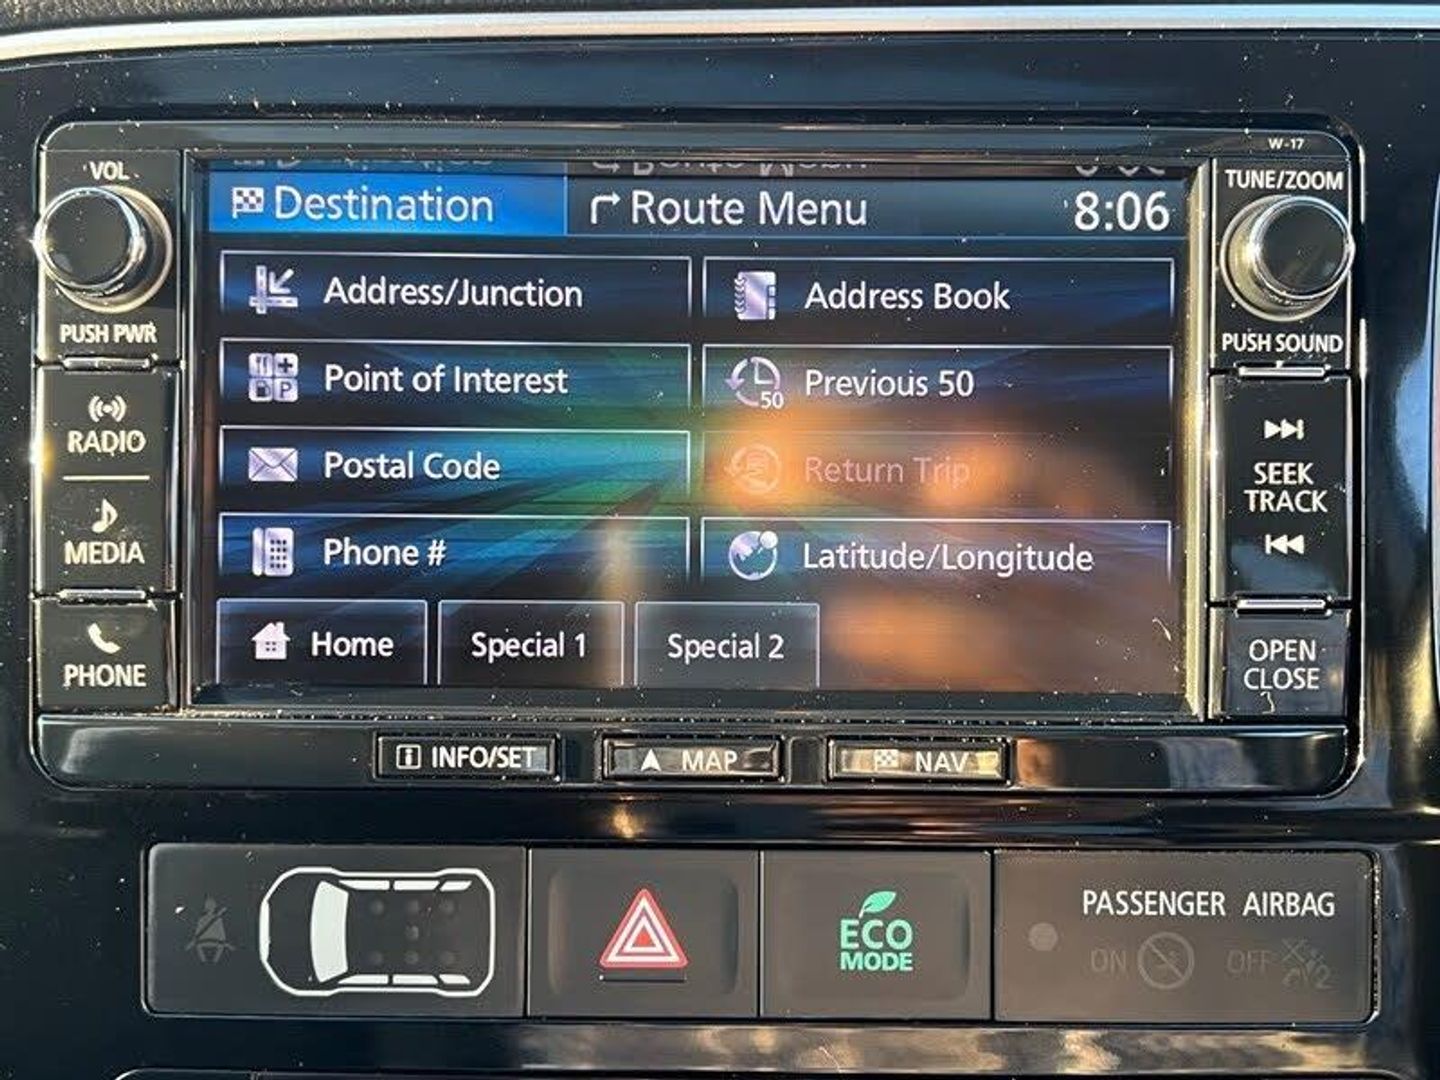 W-17
VOL
TUNE/ZOOM
Destination
Route Menu
8:06
PUSH PWR
PUSH SOUND
Address/Junction
Address Book
Point of Interest
50
Previous 50
RADIO
Postal Code
Return Trip
SEEK
TRACK
MEDIA
Phone #
Latitude/Longitude
PHONE
Home
Special 1
Special 2
OPEN
CLOSE
INFO/SET
MAP
NAV
ECO
MODE
PASSENGER AIRBAG
ON
OFF
2